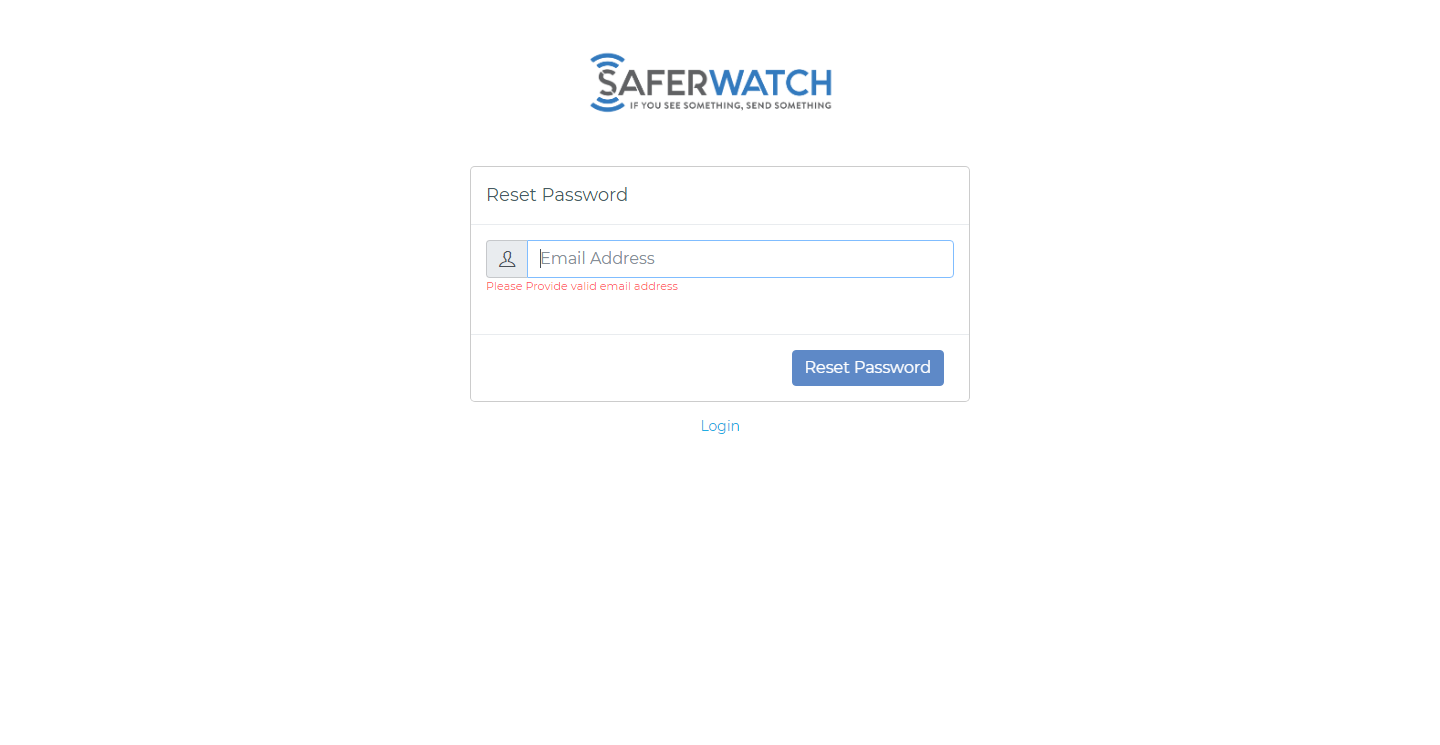 SAFERWATCH
IF YOU SEE SOMETHING, SEND SOMETHING
Reset Password
Email Address
Please Provide valid email address
Reset Password
Login